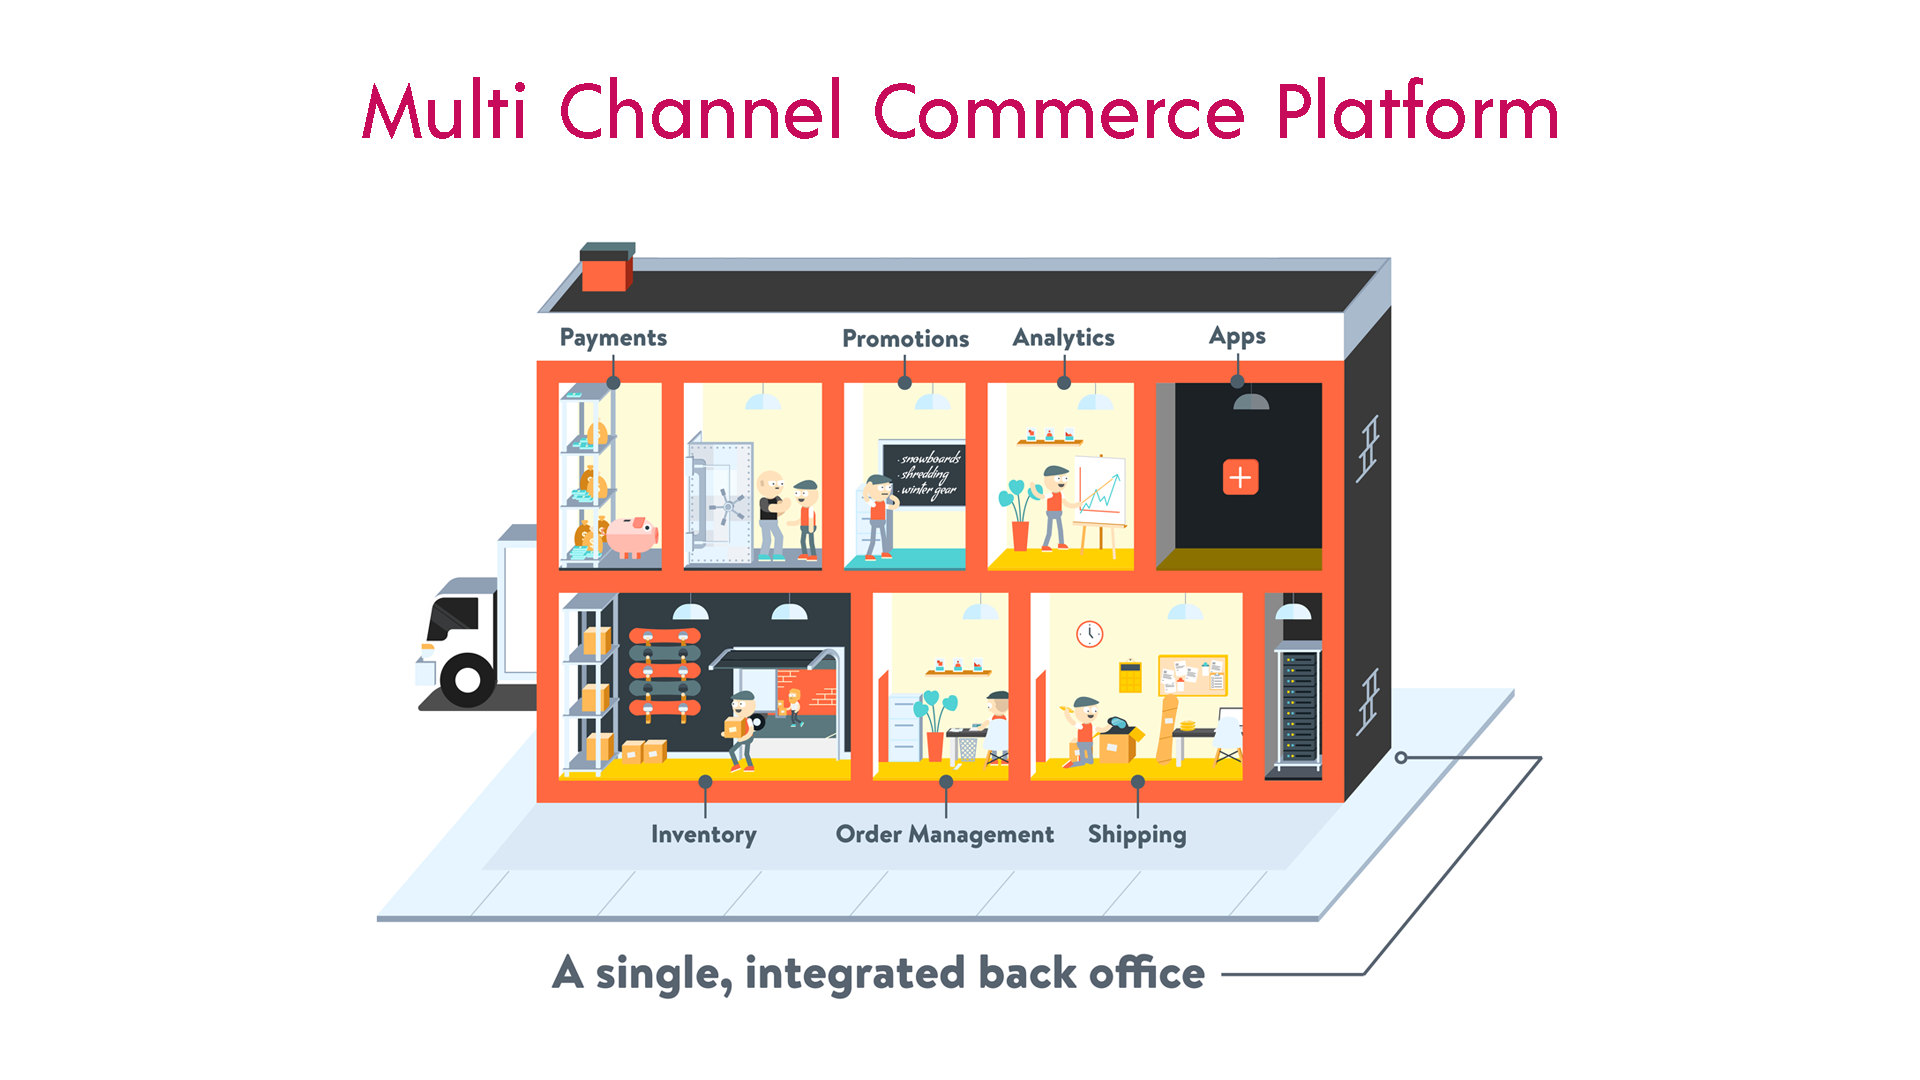 Multi Channel Commerce Platform
Payments
Promotions
Analytics
Apps
· snowboards
· shredding
· winter gear
Inventory
Order Management
Shipping
A single, integrated back office